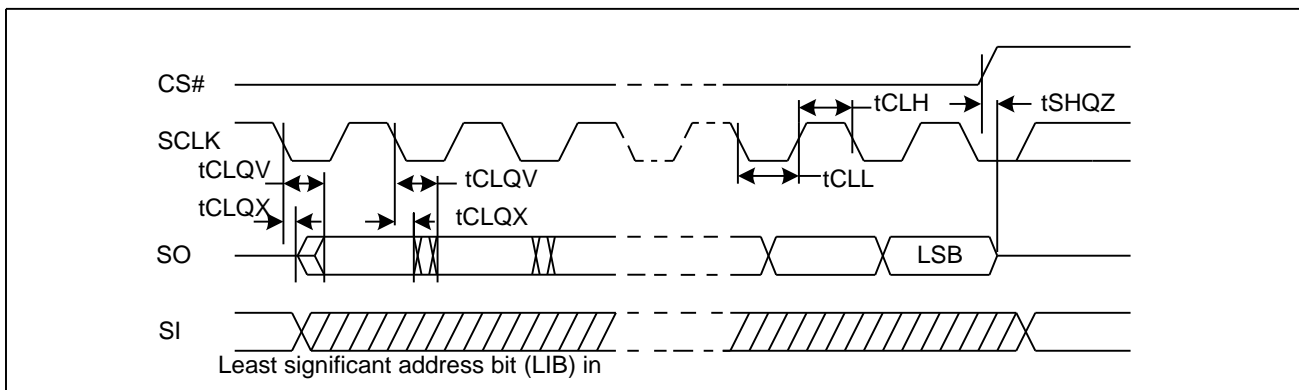 CS#
tCLH
tSHQZ
SCLK
tCLQV
tCLQV
tCLL
tCLQX
tCLQX
SO
LSB
SI
Least significant address bit (LIB) in